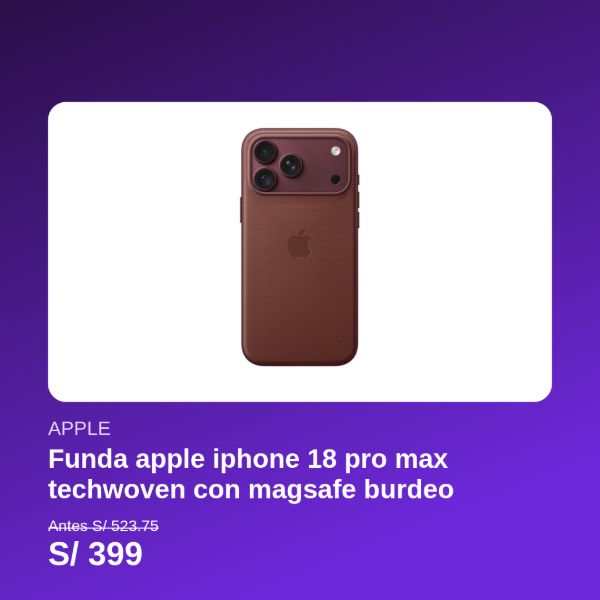 APPLE
Funda apple iphone 18 pro max
techwoven con magsafe burdeo
Antes S/ 523.75
S/ 399